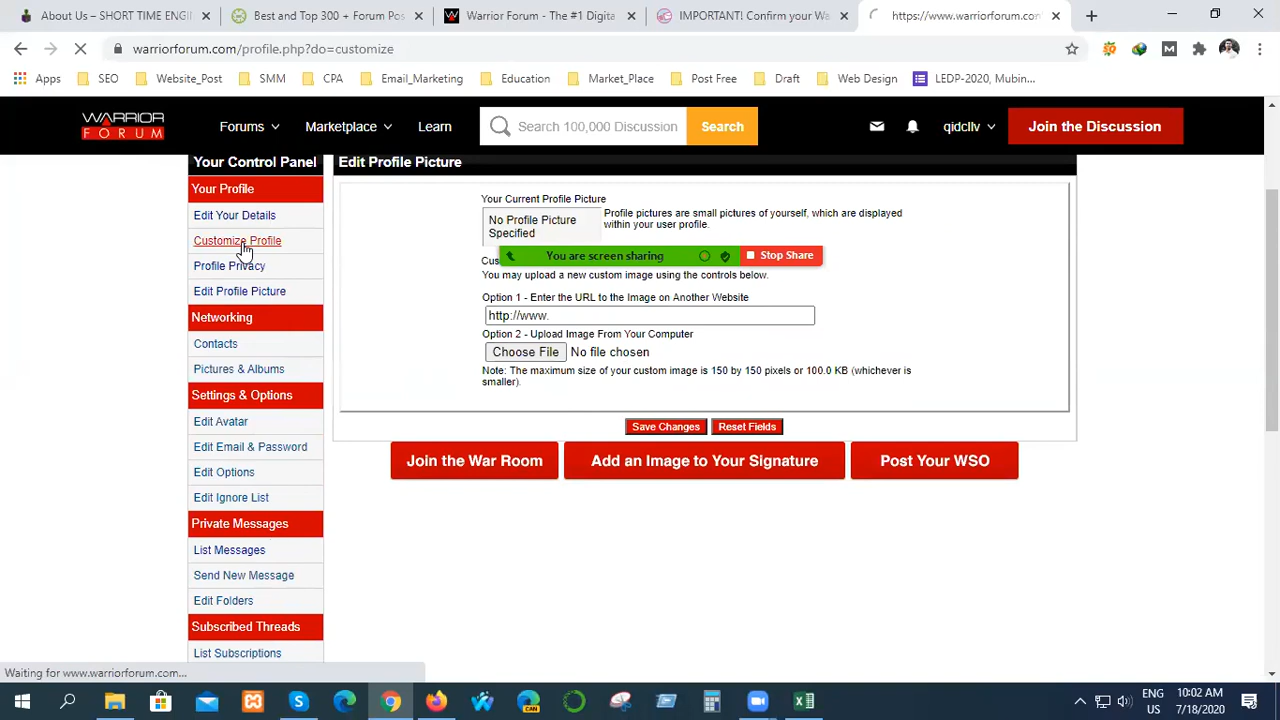 About Us – SHORT TIME ENG
Best and Top 300 + Forum Pos
Warrior Forum - The #1 Digita
IMPORTANT! Confirm your Wa
https://www.warriorforum.con
warriorforum.com/profile.php?do=customize
Apps
SEO
Website_Post
SMM
CPA
Email_Marketing
Education
Market_Place
Post Free
Draft
Web Design
LEDP-2020, Mubin...
WARRIOR
FORUM
Forums
Marketplace
Learn
Search 100,000 Discussion
Search
qidcllv
Join the Discussion
Your Control Panel
Your Profile
Edit Your Details
Customize Profile
Profile Privacy
Edit Profile Picture
Networking
Contacts
Pictures & Albums
Settings & Options
Edit Avatar
Edit Email & Password
Edit Options
Edit Ignore List
Private Messages
List Messages
Send New Message
Edit Folders
Subscribed Threads
List Subscriptions
Edit Profile Picture
Your Current Profile Picture
No Profile Picture
Specified
Profile pictures are small pictures of yourself, which are displayed
within your user profile.
You are screen sharing
Stop Share
You may upload a new custom image using the controls below.
Option 1 - Enter the URL to the Image on Another Website
http://www.
Option 2 - Upload Image From Your Computer
Choose File No file chosen
Note: The maximum size of your custom image is 150 by 150 pixels or 100.0 KB (whichever is
smaller).
Save Changes
Reset Fields
Join the War Room
Add an Image to Your Signature
Post Your WSO
Waiting for www.warriorforum.com...
CAN
ENG
US
10:02 AM
7/18/2020